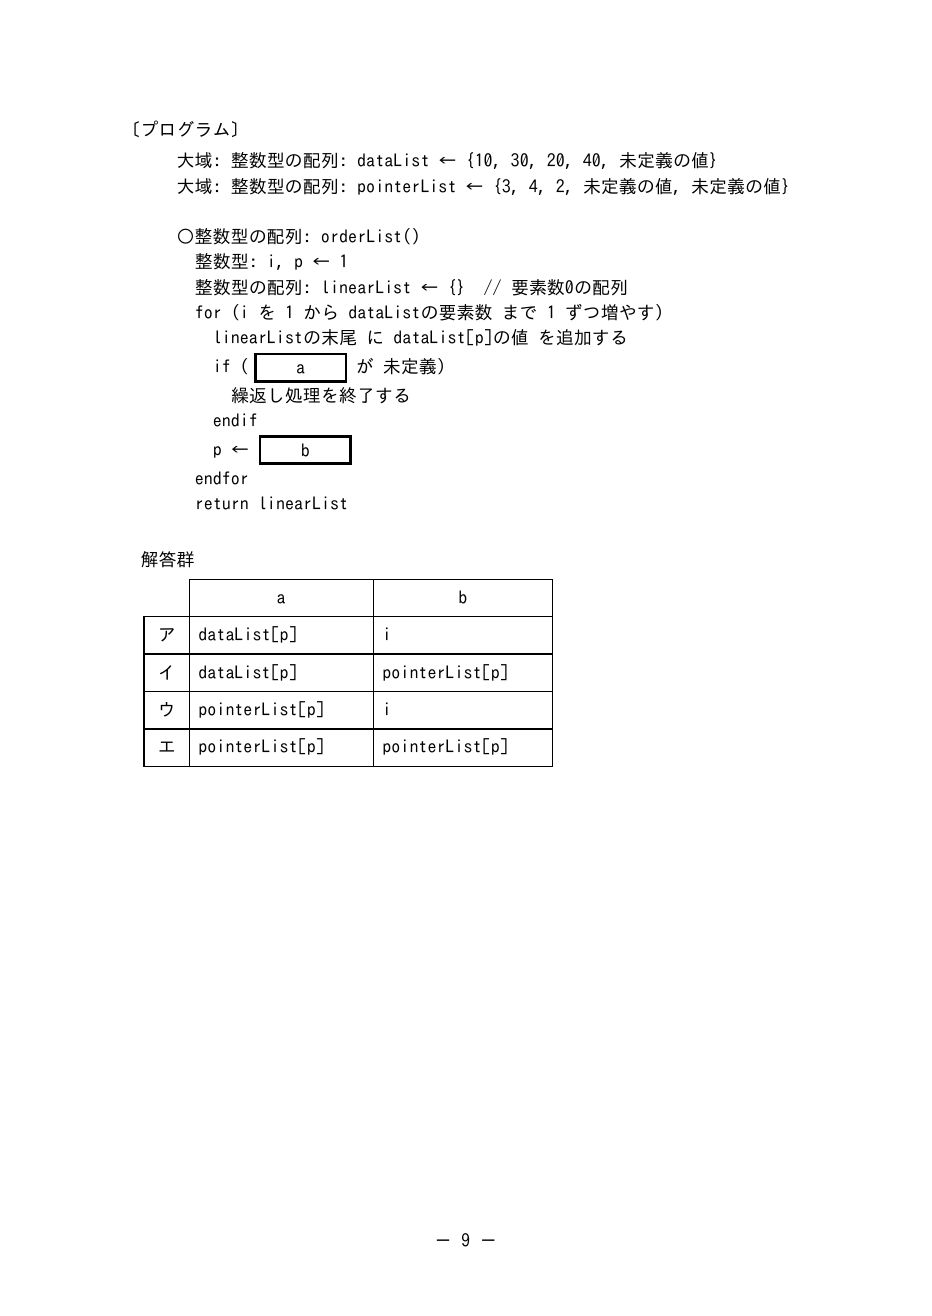 〔プログラム〕
大域: 整数型の配列: dataList ← {10, 30, 20, 40, 未定義の値}
大域: 整数型の配列: pointerList ← {3, 4, 2, 未定義の値, 未定義の値}
○整数型の配列: orderList()
整数型: i, p ← 1
整数型の配列: linearList ← {} // 要素数0の配列
for (i を 1 から dataListの要素数 まで 1 ずつ増やす)
linearListの末尾 に dataList[p]の値 を追加する
if ( a が 未定義)
繰返し処理を終了する
endif
p ← b
endfor
return linearList
解答群
a b
ア dataList[p] i
イ dataList[p] pointerList[p]
ウ pointerList[p] i
エ pointerList[p] pointerList[p]
－ 9 －